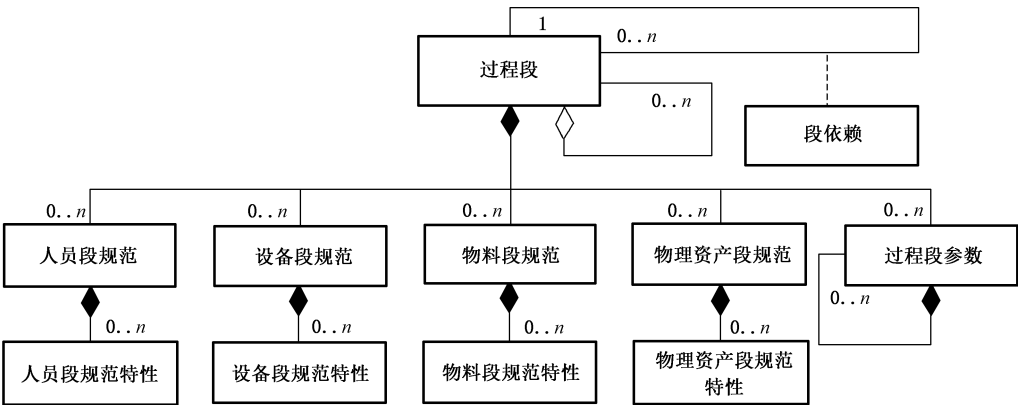 1
0..n
过程段
0..n
段依赖
0..n
0..n
0..n
0..n
0..n
人员段规范
设备段规范
物料段规范
物理资产段规范
过程段参数
0..n
0..n
0..n
0..n
0..n
人员段规范特性
设备段规范特性
物料段规范特性
物理资产段规范
特性